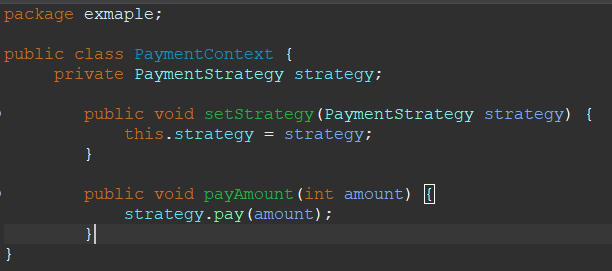 package exmaple;
public class PaymentContext {
private PaymentStrategy strategy;
public void setStrategy(PaymentStrategy strategy) {
this.strategy = strategy;
}
public void payAmount(int amount) {
strategy.pay(amount);
}
}